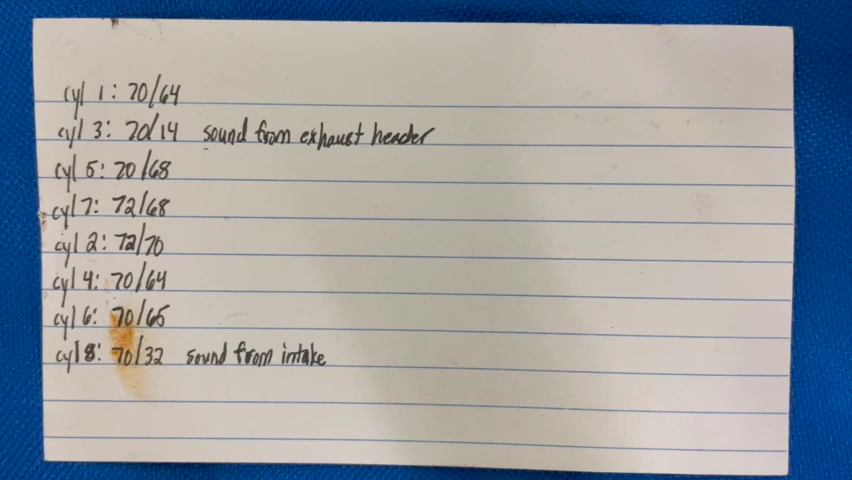 cyl 1: 70/64
cyl 3: 70/14 sound from exhaust header
cyl 5: 70/68
cyl 7: 72/68
cyl 2: 72/70
cyl 4: 70/64
cyl 6: 70/65
cyl 8: 70/32 sound from intake